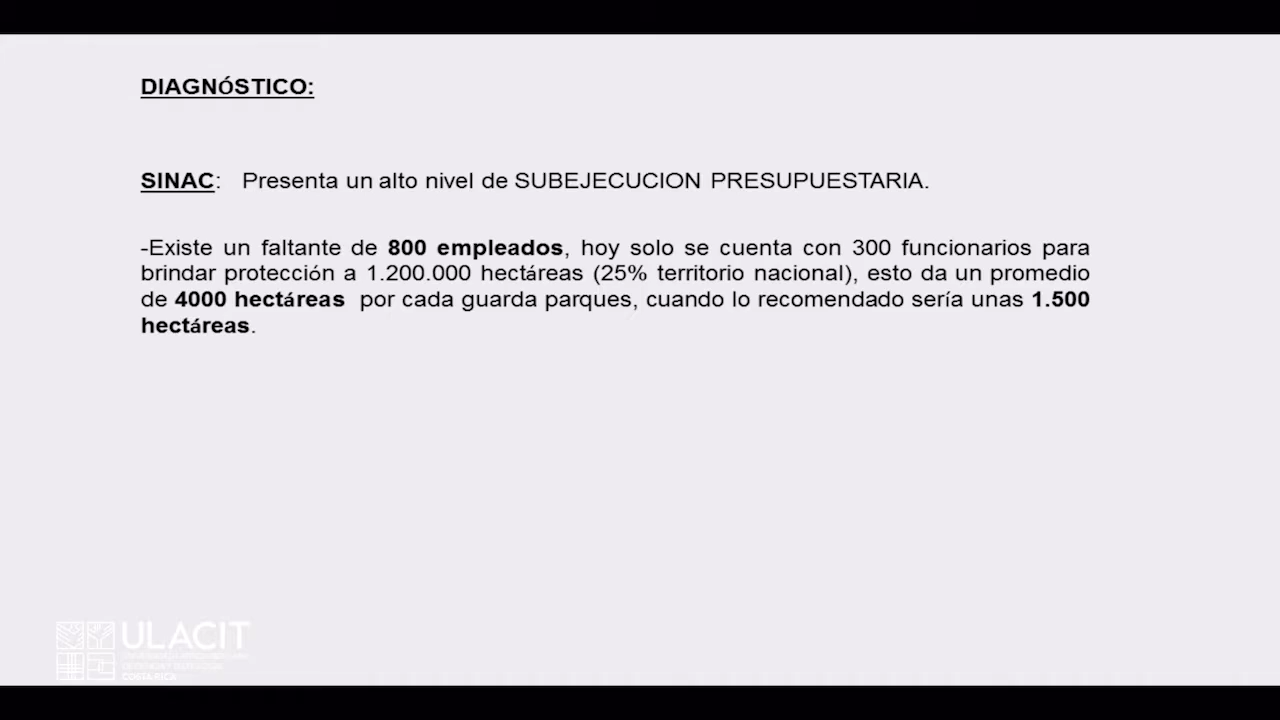 DIAGNÓSTICO:
SINAC: Presenta un alto nivel de SUBEJECUCION PRESUPUESTARIA.
-Existe un faltante de 800 empleados, hoy solo se cuenta con 300 funcionarios para
brindar protección a 1.200.000 hectáreas (25% territorio nacional), esto da un promedio
de 4000 hectáreas por cada guarda parques, cuando lo recomendado sería unas 1.500
hectáreas.
ULACIT
COSTA RICA